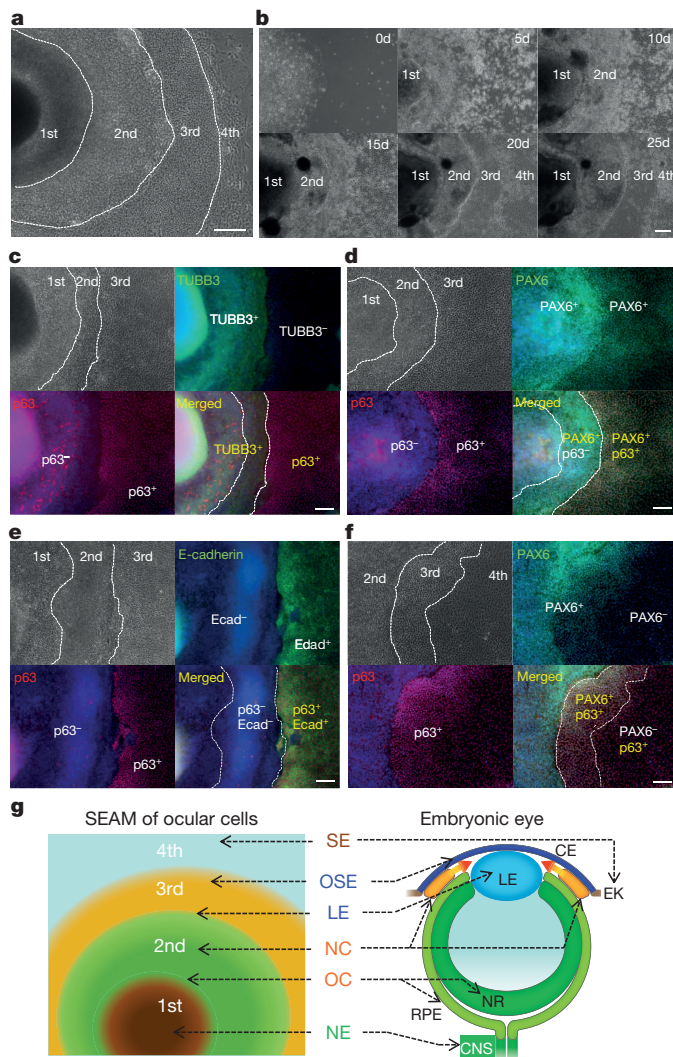 a
1st
2nd
3rd
4th
b
0d
5d
1st
10d
1st
2nd
15d
1st
2nd
20d
1st
2nd
3rd
4th
25d
1st
2nd
3rd
4th
c
1st
2nd
3rd
TUBB3
TUBB3⁺
TUBB3⁻
p63
p63⁻
p63⁺
Merged
TUBB3⁺
p63⁺
d
1st
2nd
3rd
PAX6
PAX6⁺
PAX6⁺
p63
p63⁻
p63⁺
Merged
PAX6⁺
p63⁻
PAX6⁺
p63⁺
e
1st
2nd
3rd
E-cadherin
Ecad⁻
Edad⁺
p63
p63⁻
p63⁺
Merged
p63⁻
Ecad⁻
p63⁺
Ecad⁺
f
2nd
3rd
4th
PAX6
PAX6⁺
PAX6⁻
p63
p63⁺
Merged
PAX6⁺
p63⁺
PAX6⁻
p63⁺
g
SEAM of ocular cells
4th
3rd
2nd
1st
SE
OSE
LE
NC
OC
NE
Embryonic eye
CE
LE
EK
NR
RPE
CNS